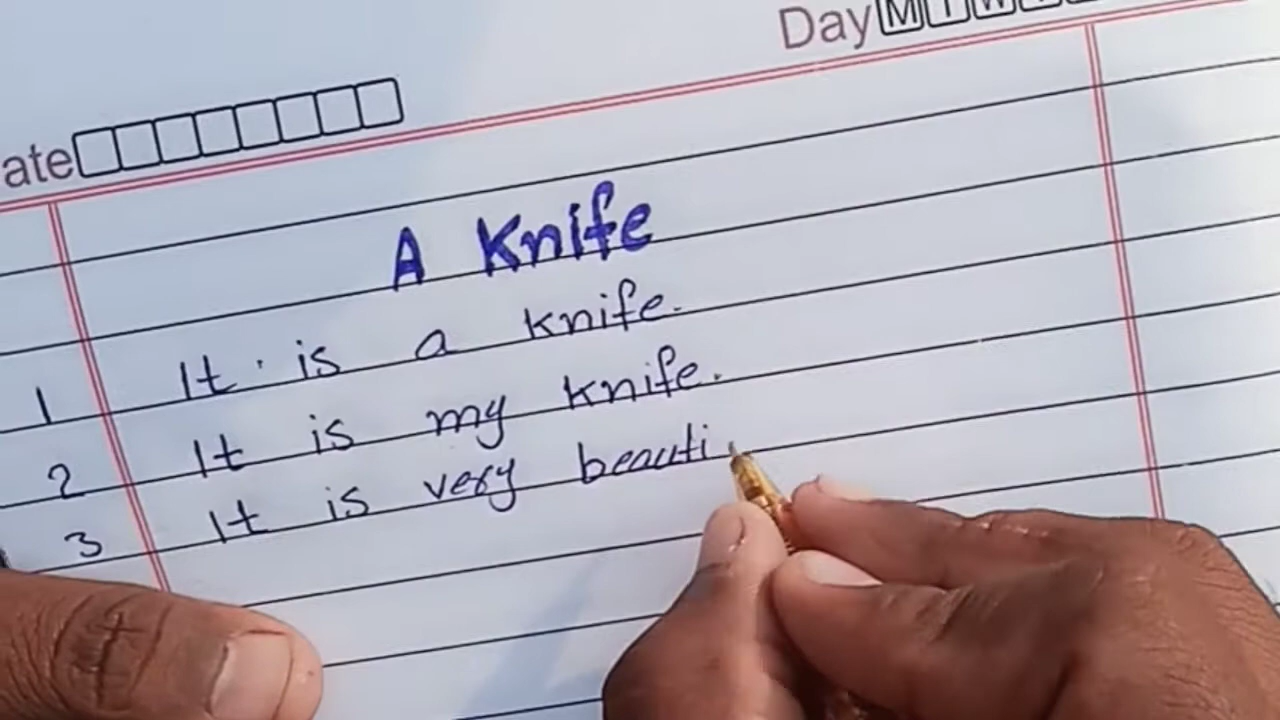 Day M T W T
ate
A Knife
1 It is a knife.
2 It is my knife.
3 It is very beauti